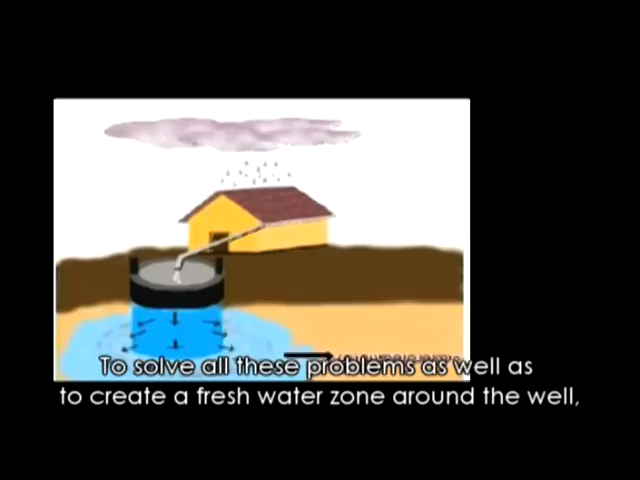 To solve all these problems as well as
to create a fresh water zone around the well,